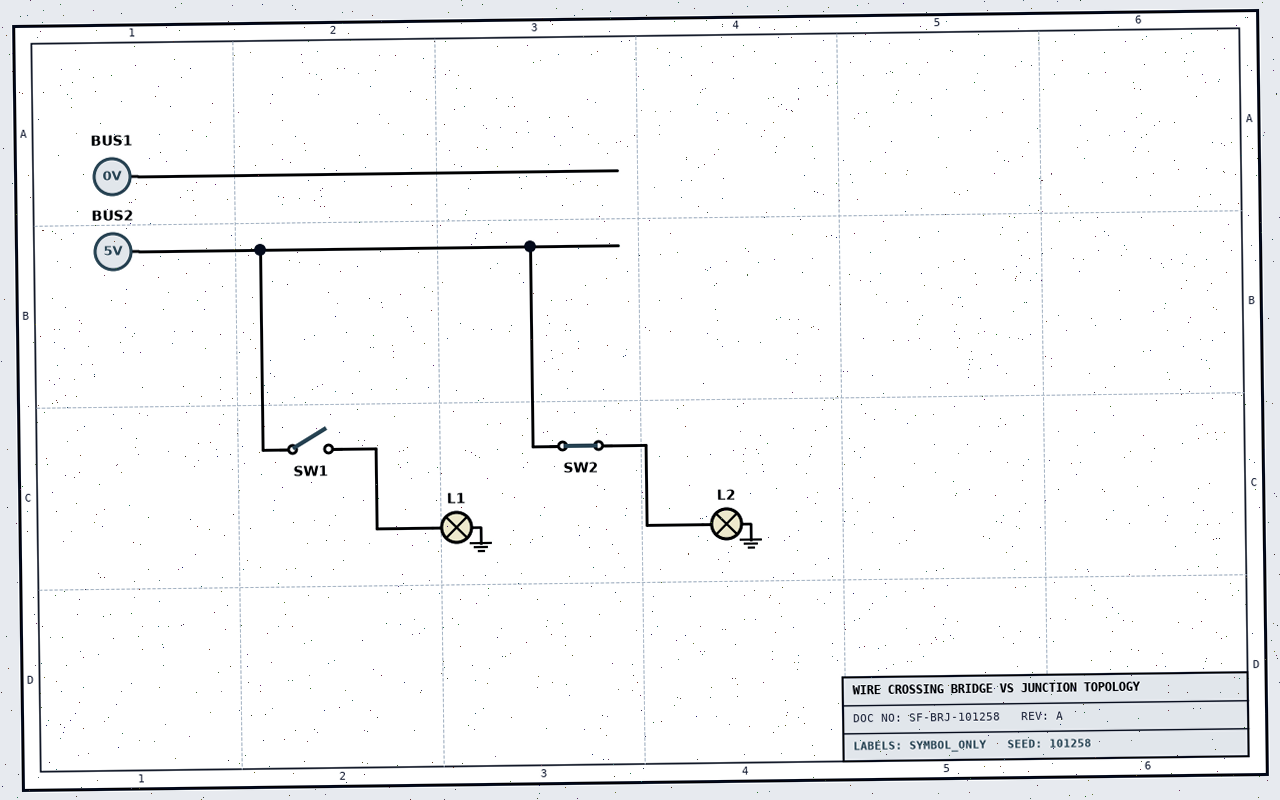 1 2 3 4 5 6
A A
BUS1
0V
BUS2
5V
B B
SW1 SW2
C C
L1 L2
D D
WIRE CROSSING BRIDGE VS JUNCTION TOPOLOGY
DOC NO: SF-BRJ-101258 REV: A
LABELS: SYMBOL_ONLY SEED: 101258
1 2 3 4 5 6